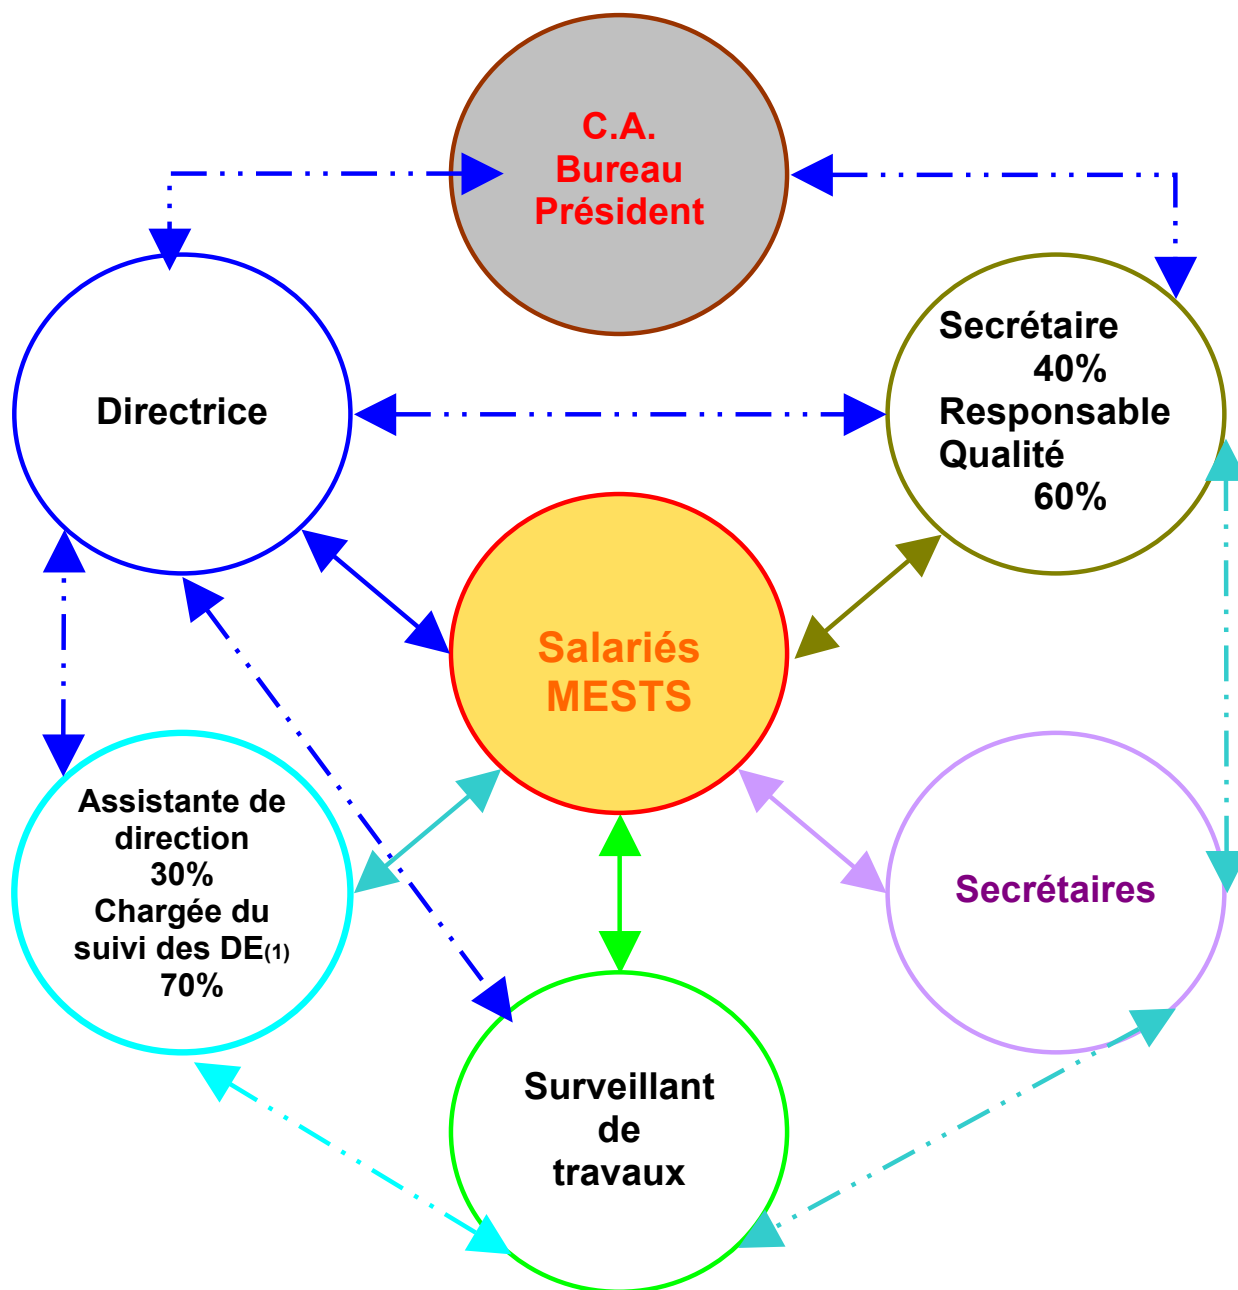 C.A.
Bureau
Président
Directrice
Secrétaire
40%
Responsable
Qualité
60%
Salariés
MESTS
Assistante de
direction
30%
Chargée du
suivi des DE(1)
70%
Secrétaires
Surveillant
de
travaux